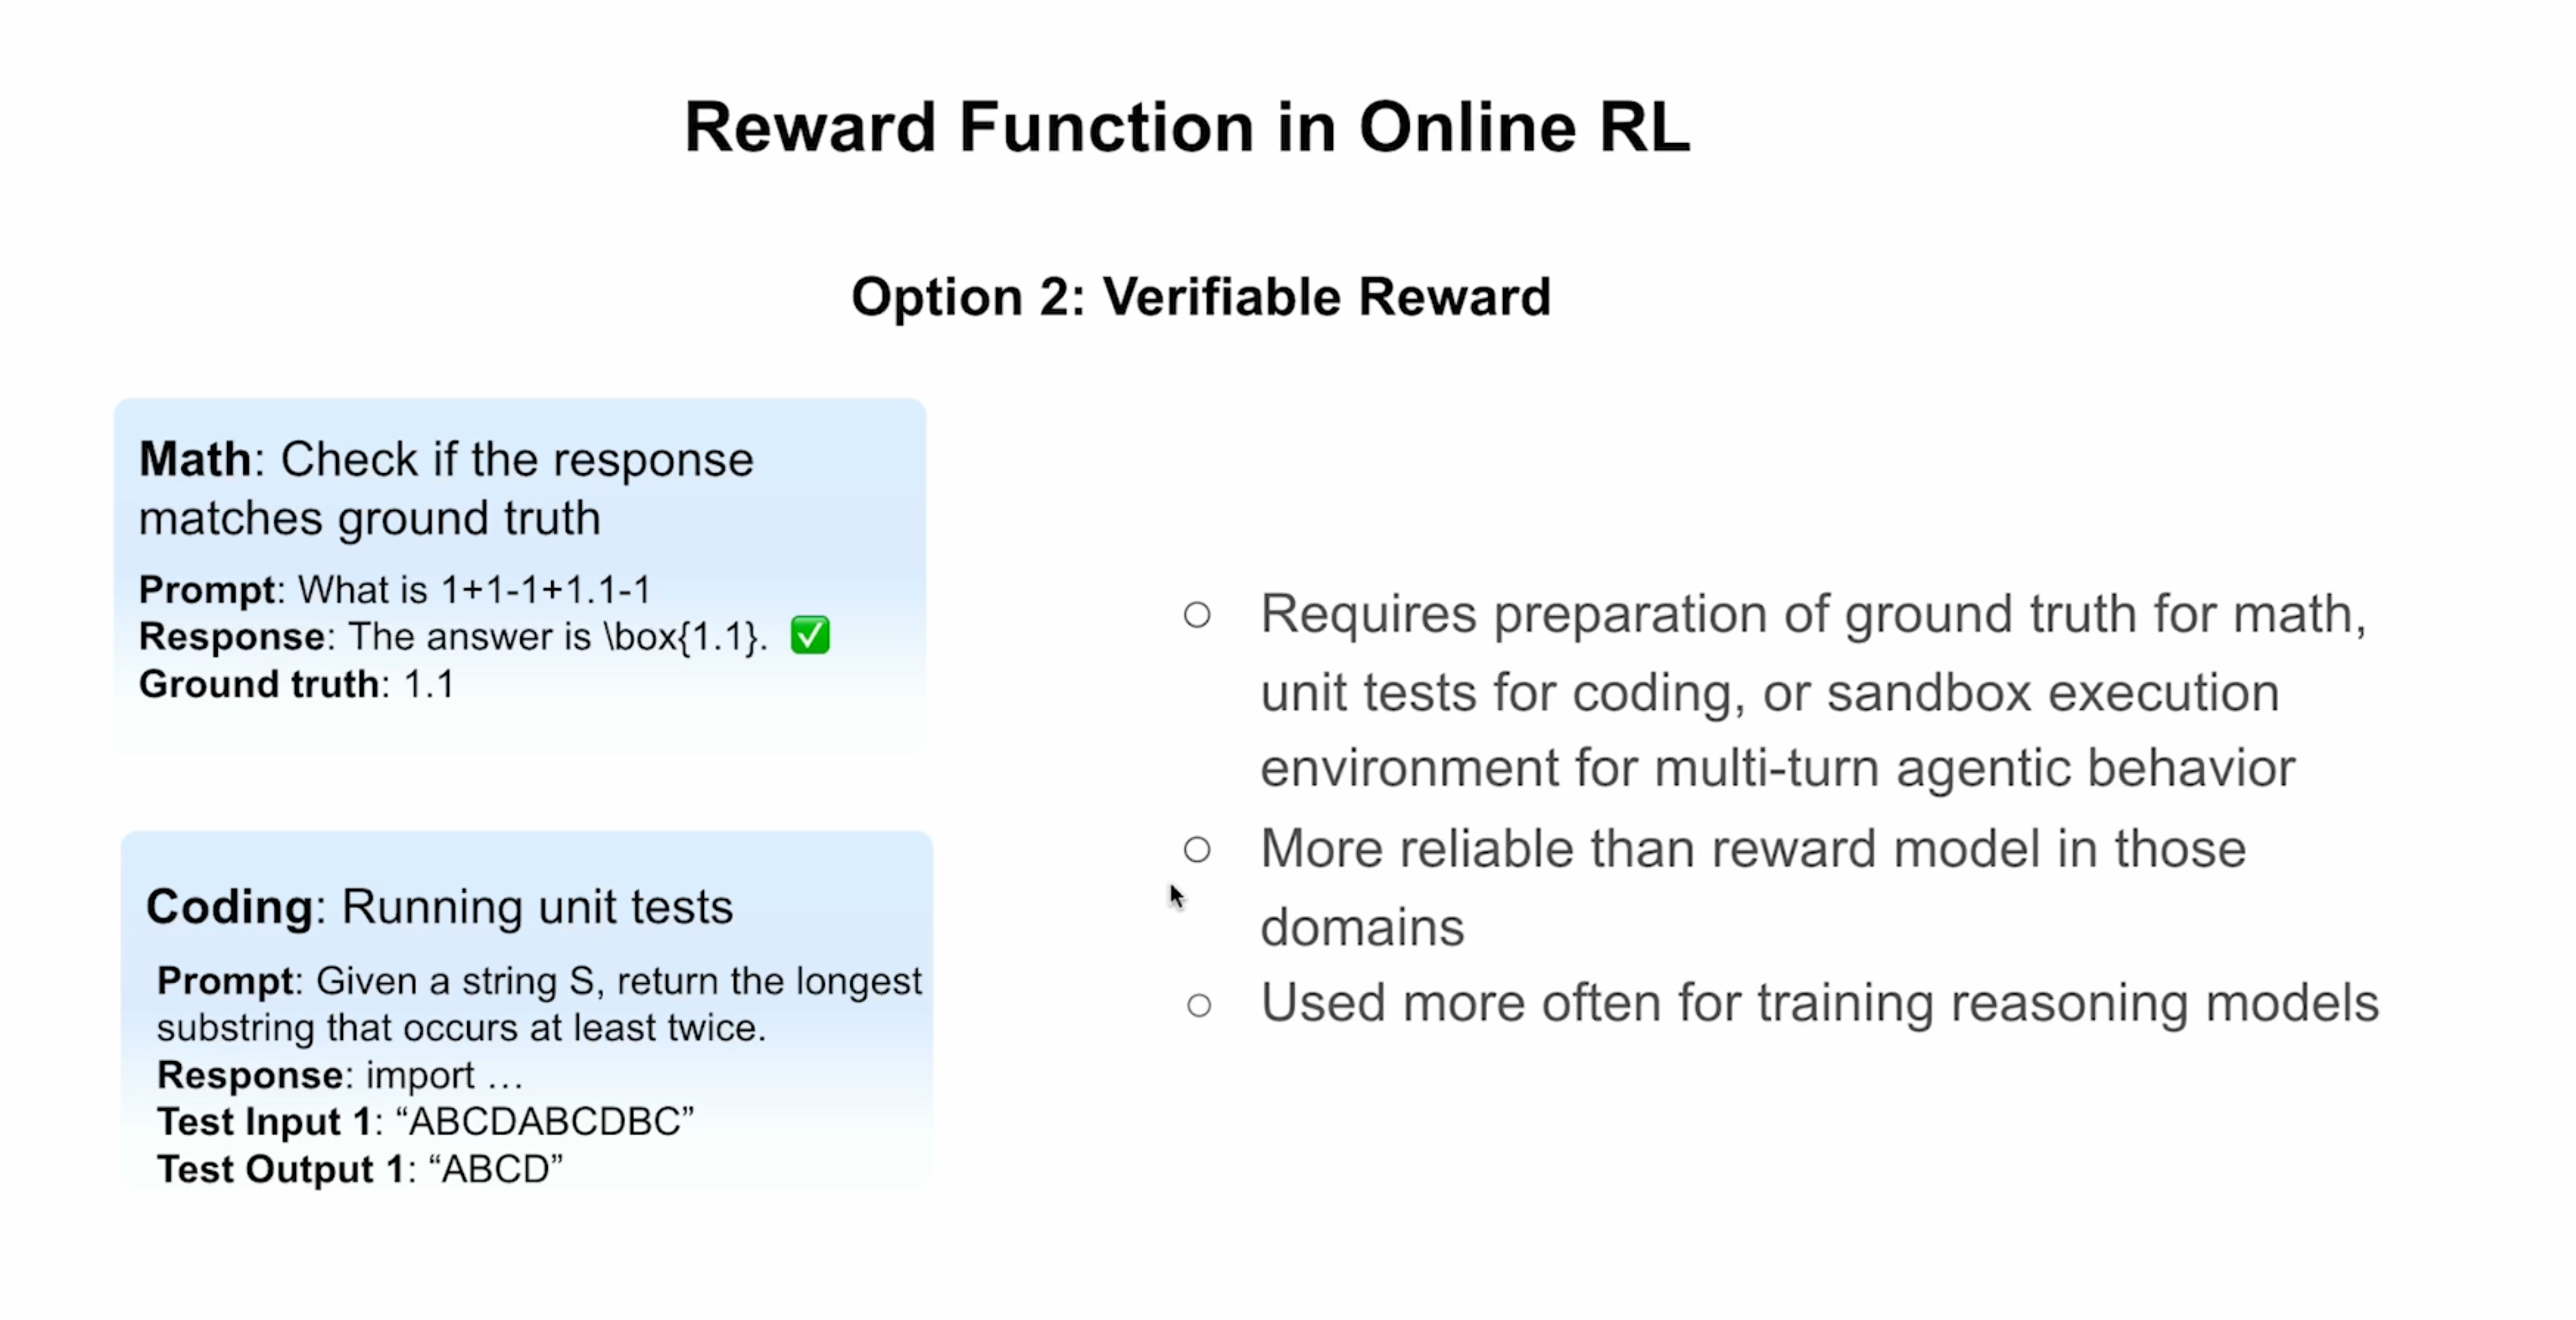 Reward Function in Online RL
Option 2: Verifiable Reward
Math: Check if the response
matches ground truth
Prompt: What is 1+1-1+1.1-1
Response: The answer is \box{1.1}. ✅
Ground truth: 1.1
Coding: Running unit tests
Prompt: Given a string S, return the longest
substring that occurs at least twice.
Response: import …
Test Input 1: “ABCDABCDBC”
Test Output 1: “ABCD”
○ Requires preparation of ground truth for math,
unit tests for coding, or sandbox execution
environment for multi-turn agentic behavior
○ More reliable than reward model in those
domains
○ Used more often for training reasoning models